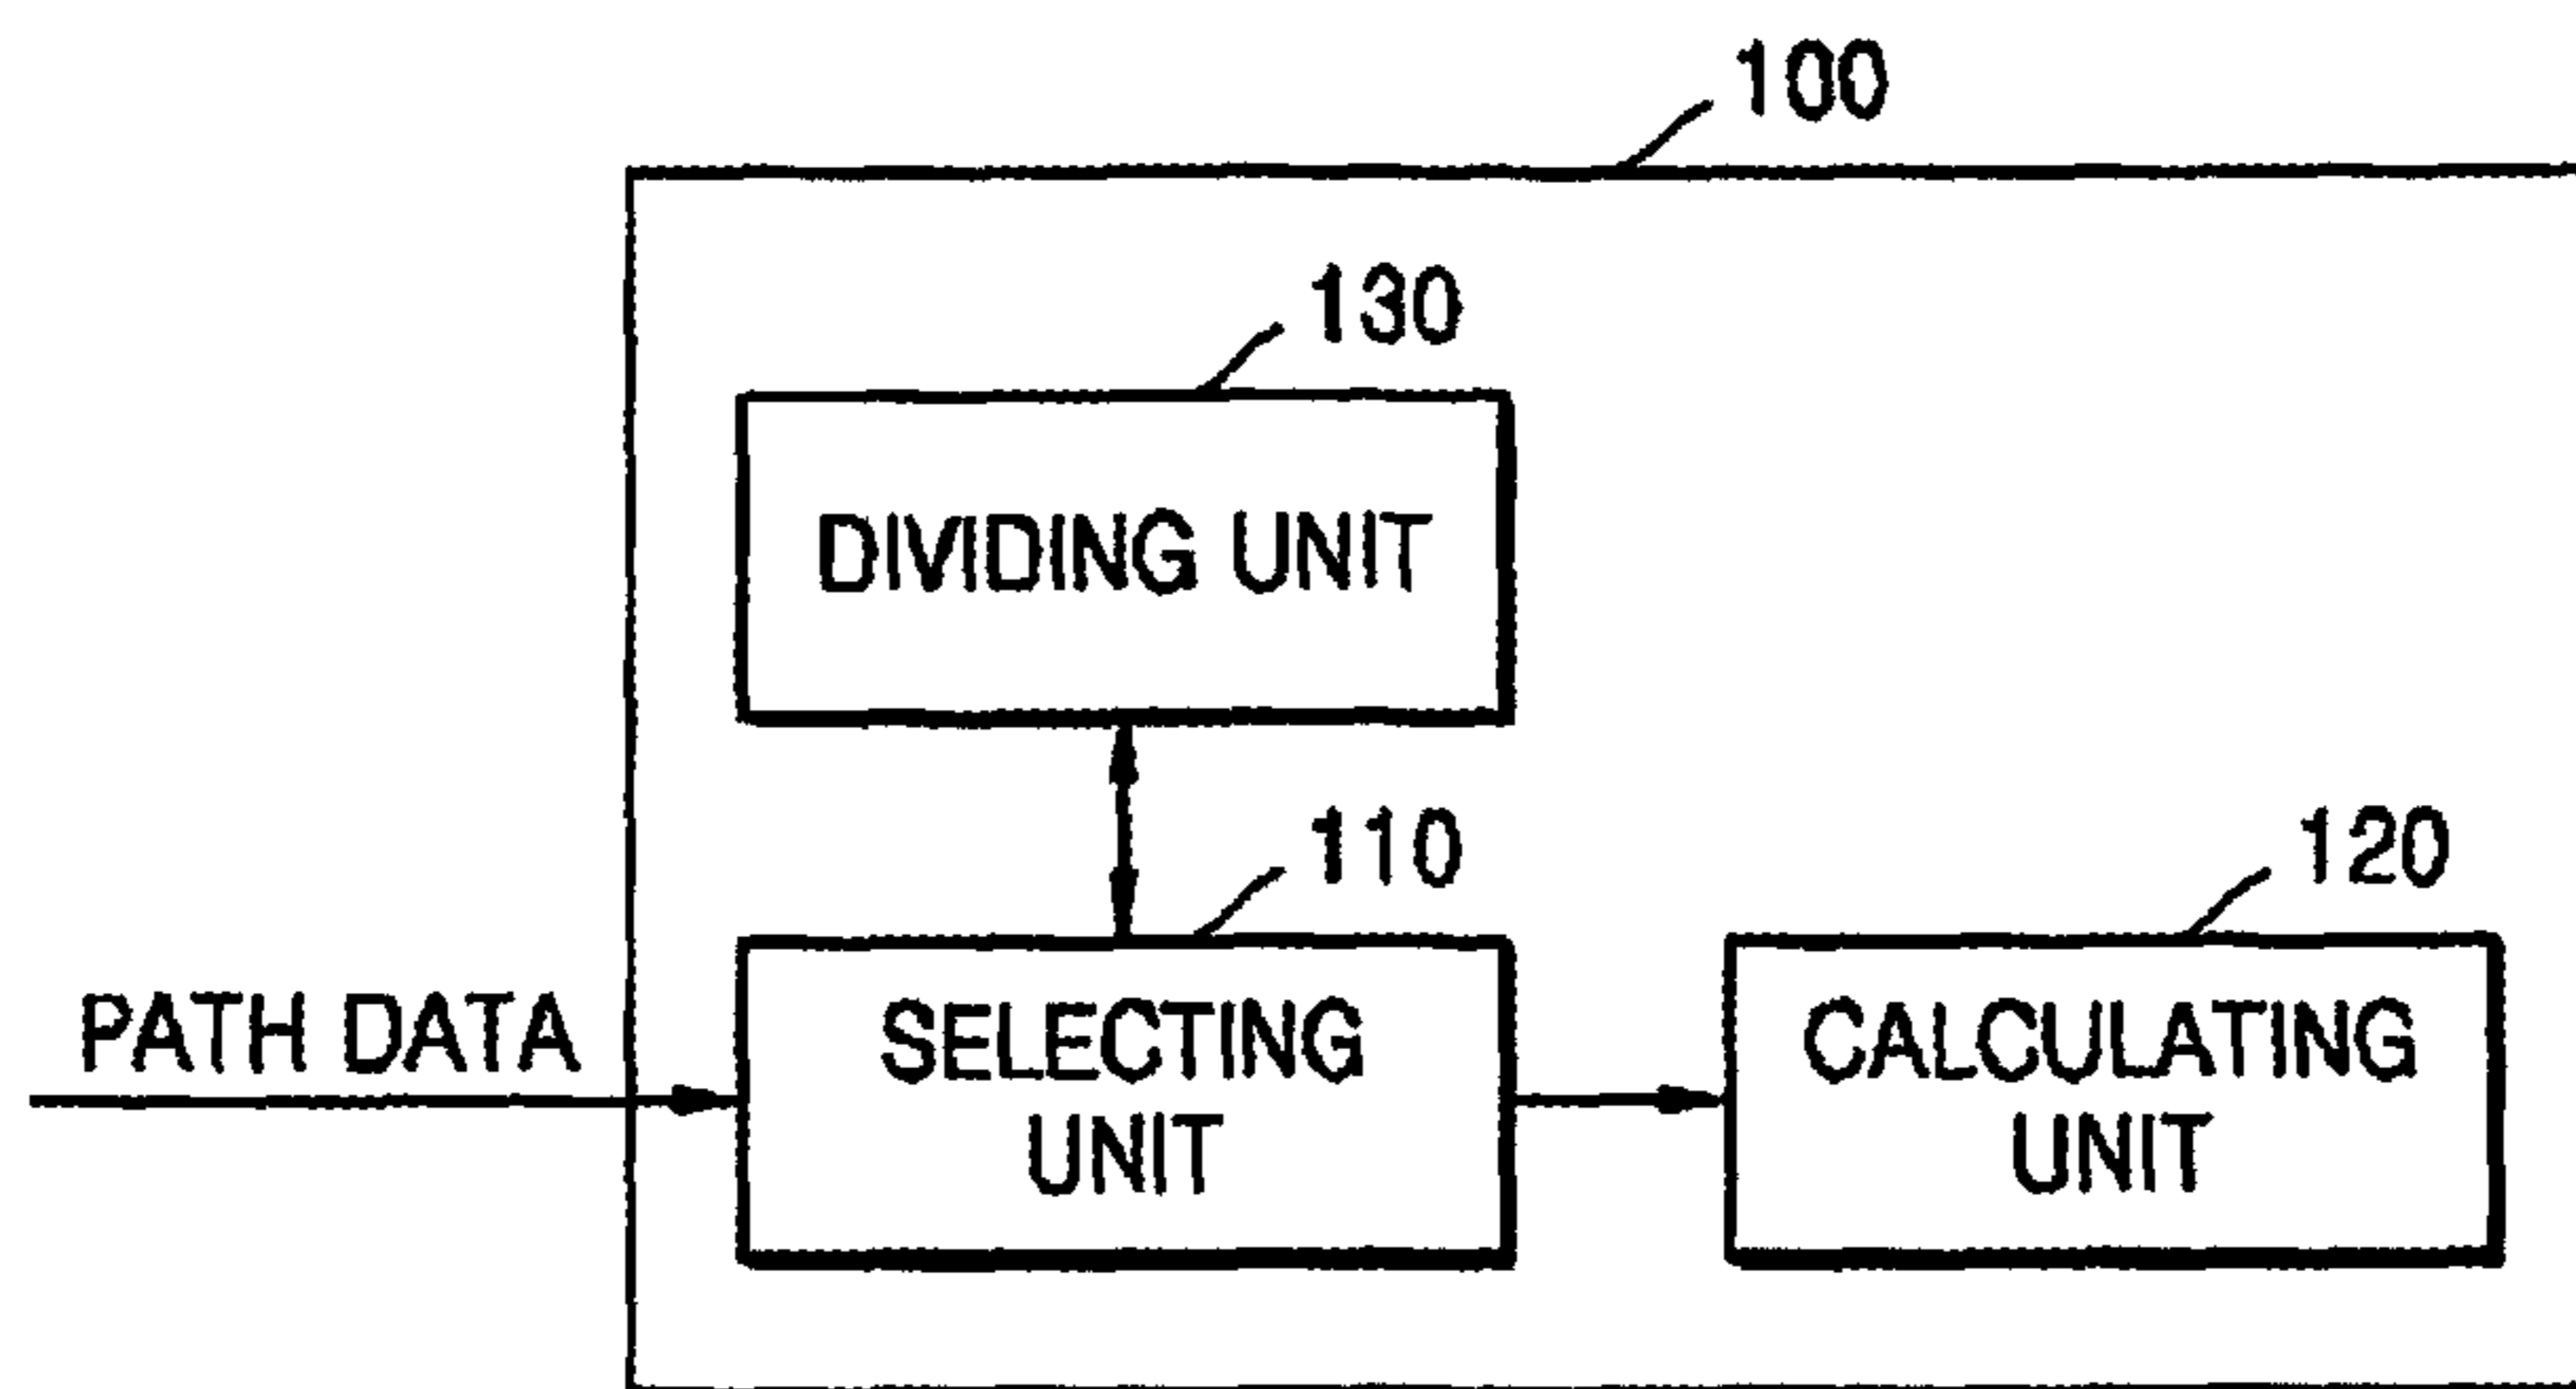 100
130
DIVIDING UNIT
110
120
PATH DATA
SELECTING
UNIT
CALCULATING
UNIT